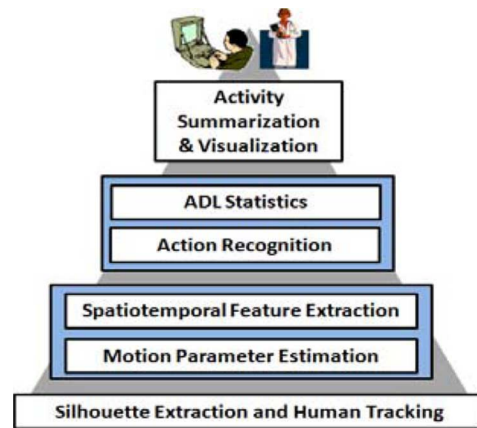 Activity
Summarization
& Visualization
ADL Statistics
Action Recognition
Spatiotemporal Feature Extraction
Motion Parameter Estimation
Silhouette Extraction and Human Tracking